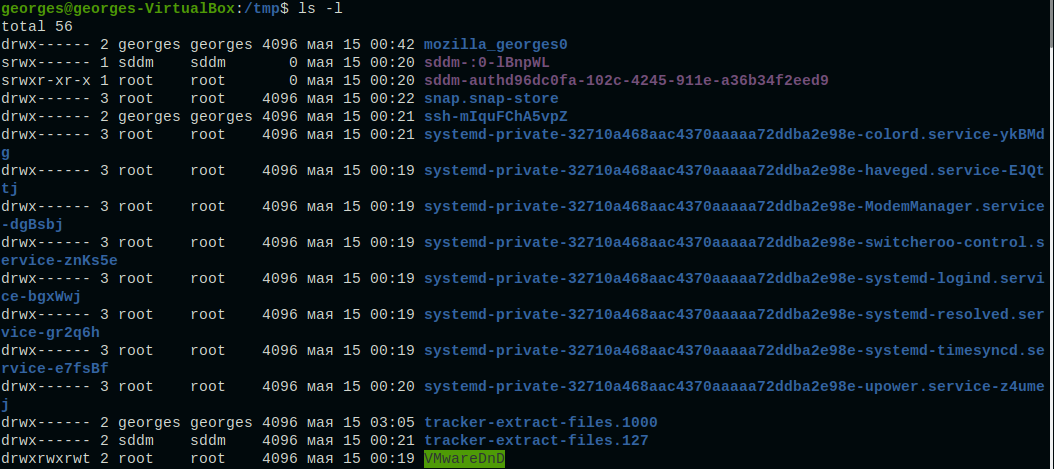 georges@georges-VirtualBox:/tmp$ ls -l
total 56
drwx------ 2 georges georges 4096 мая 15 00:42 mozilla_georges0
srwx------ 1 sddm    sddm       0 мая 15 00:20 sddm-:0-lBnpWL
srwxr-xr-x 1 root    root       0 мая 15 00:20 sddm-authd96dc0fa-102c-4245-911e-a36b34f2eed9
drwx------ 3 root    root    4096 мая 15 00:22 snap.snap-store
drwx------ 2 georges georges 4096 мая 15 00:21 ssh-mIquFChA5vpZ
drwx------ 3 root    root    4096 мая 15 00:21 systemd-private-32710a468aac4370aaaaa72ddba2e98e-colord.service-ykBMd
g
drwx------ 3 root    root    4096 мая 15 00:19 systemd-private-32710a468aac4370aaaaa72ddba2e98e-haveged.service-EJQt
tj
drwx------ 3 root    root    4096 мая 15 00:19 systemd-private-32710a468aac4370aaaaa72ddba2e98e-ModemManager.service
-dgBsbj
drwx------ 3 root    root    4096 мая 15 00:19 systemd-private-32710a468aac4370aaaaa72ddba2e98e-switcheroo-control.s
ervice-znKs5e
drwx------ 3 root    root    4096 мая 15 00:19 systemd-private-32710a468aac4370aaaaa72ddba2e98e-systemd-logind.servi
ce-bgxWwj
drwx------ 3 root    root    4096 мая 15 00:19 systemd-private-32710a468aac4370aaaaa72ddba2e98e-systemd-resolved.ser
vice-gr2q6h
drwx------ 3 root    root    4096 мая 15 00:19 systemd-private-32710a468aac4370aaaaa72ddba2e98e-systemd-timesyncd.se
rvice-e7fsBf
drwx------ 3 root    root    4096 мая 15 00:20 systemd-private-32710a468aac4370aaaaa72ddba2e98e-upower.service-z4ume
j
drwx------ 2 georges georges 4096 мая 15 03:05 tracker-extract-files.1000
drwx------ 2 sddm    sddm    4096 мая 15 00:21 tracker-extract-files.127
drwxrwxrwt 2 root    root    4096 мая 15 00:19 VMwareDnD